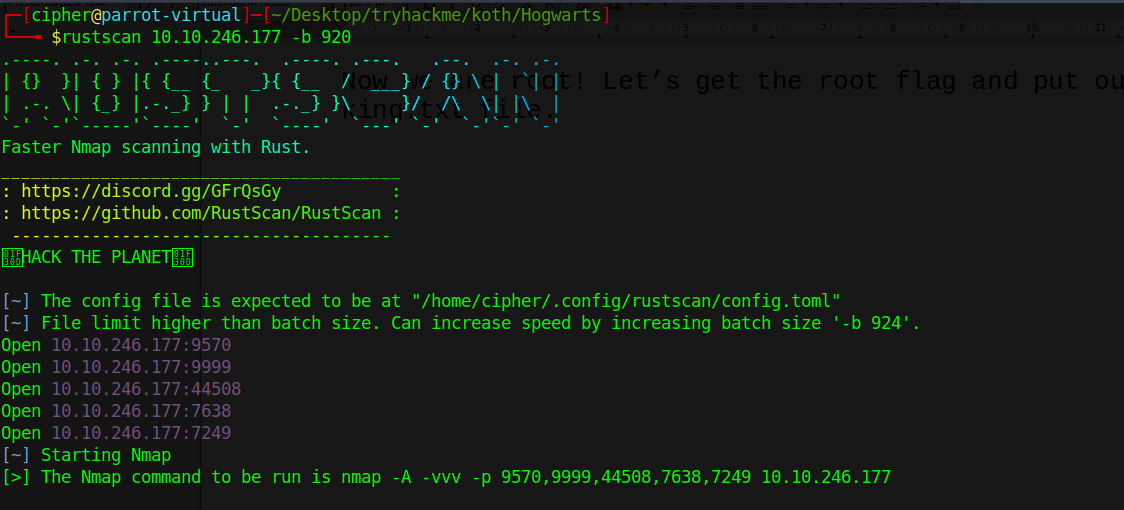 [cipher@parrot-virtual]─[~/Desktop/tryhackme/koth/Hogwarts]
$rustscan 10.10.246.177 -b 920
.----. .-. .-. .----..---.  .----. .---.   .--.  .-. .-.
| {}  }| { } |{ {__ {_   _}{ {__  /  ___} / {} \ |  `| |
| .-. \| {_} |.-._} } | |  .-._} }\     }/  /\  \| |\  |
`-' `-'`-----'`----'  `-'  `----'  `---' `-'  `-'`-' `-'
Now we are root! Let’s get the root flag and put ou
king.txt file.
Faster Nmap scanning with Rust.
________________________________________
: https://discord.gg/GFrQsGy           :
: https://github.com/RustScan/RustScan :
--------------------------------------
HACK THE PLANET
[~] The config file is expected to be at "/home/cipher/.config/rustscan/config.toml"
[~] File limit higher than batch size. Can increase speed by increasing batch size '-b 924'.
Open 10.10.246.177:9570
Open 10.10.246.177:9999
Open 10.10.246.177:44508
Open 10.10.246.177:7638
Open 10.10.246.177:7249
[~] Starting Nmap
[>] The Nmap command to be run is nmap -A -vvv -p 9570,9999,44508,7638,7249 10.10.246.177